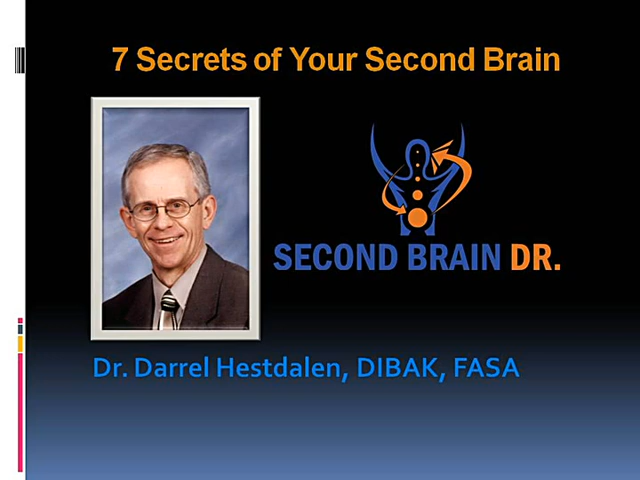 7 Secrets of Your Second Brain
SECOND BRAIN DR.
Dr. Darrel Hestdalen, DIBAK, FASA